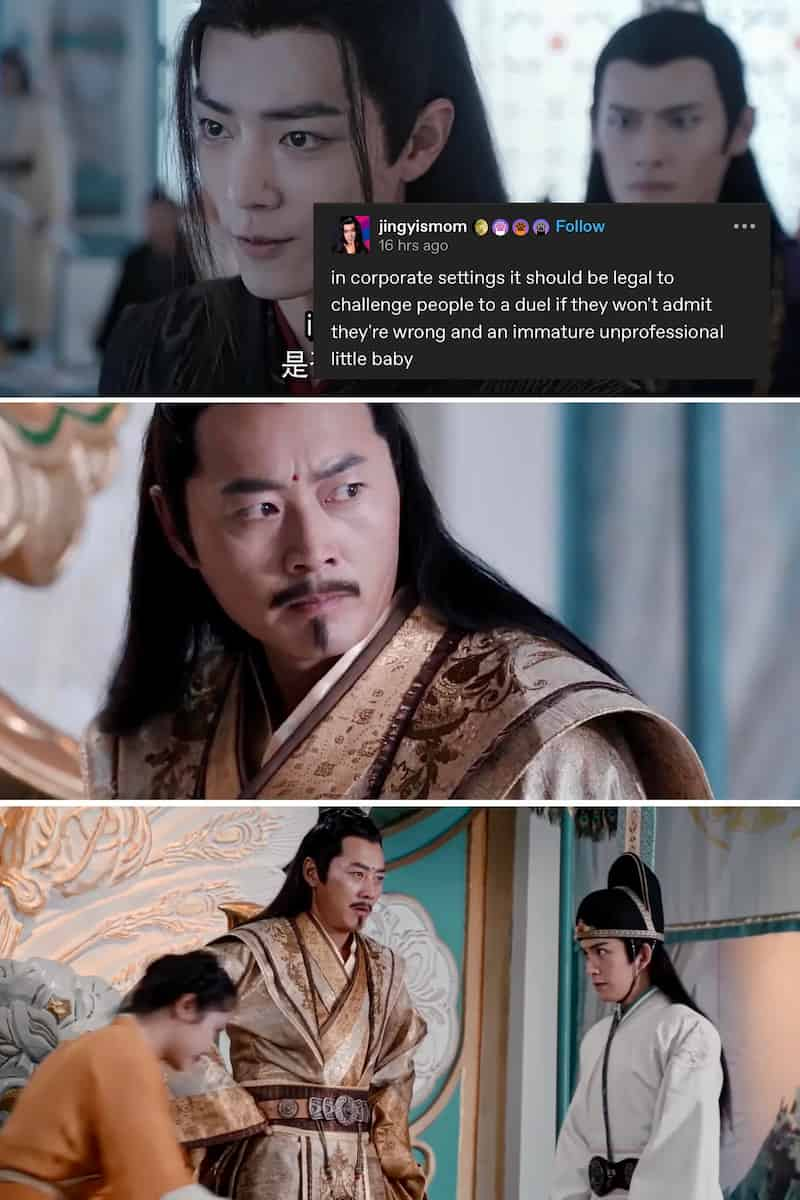 jingyismom Follow
16 hrs ago
in corporate settings it should be legal to
challenge people to a duel if they won't admit
they're wrong and an immature unprofessional
little baby
是